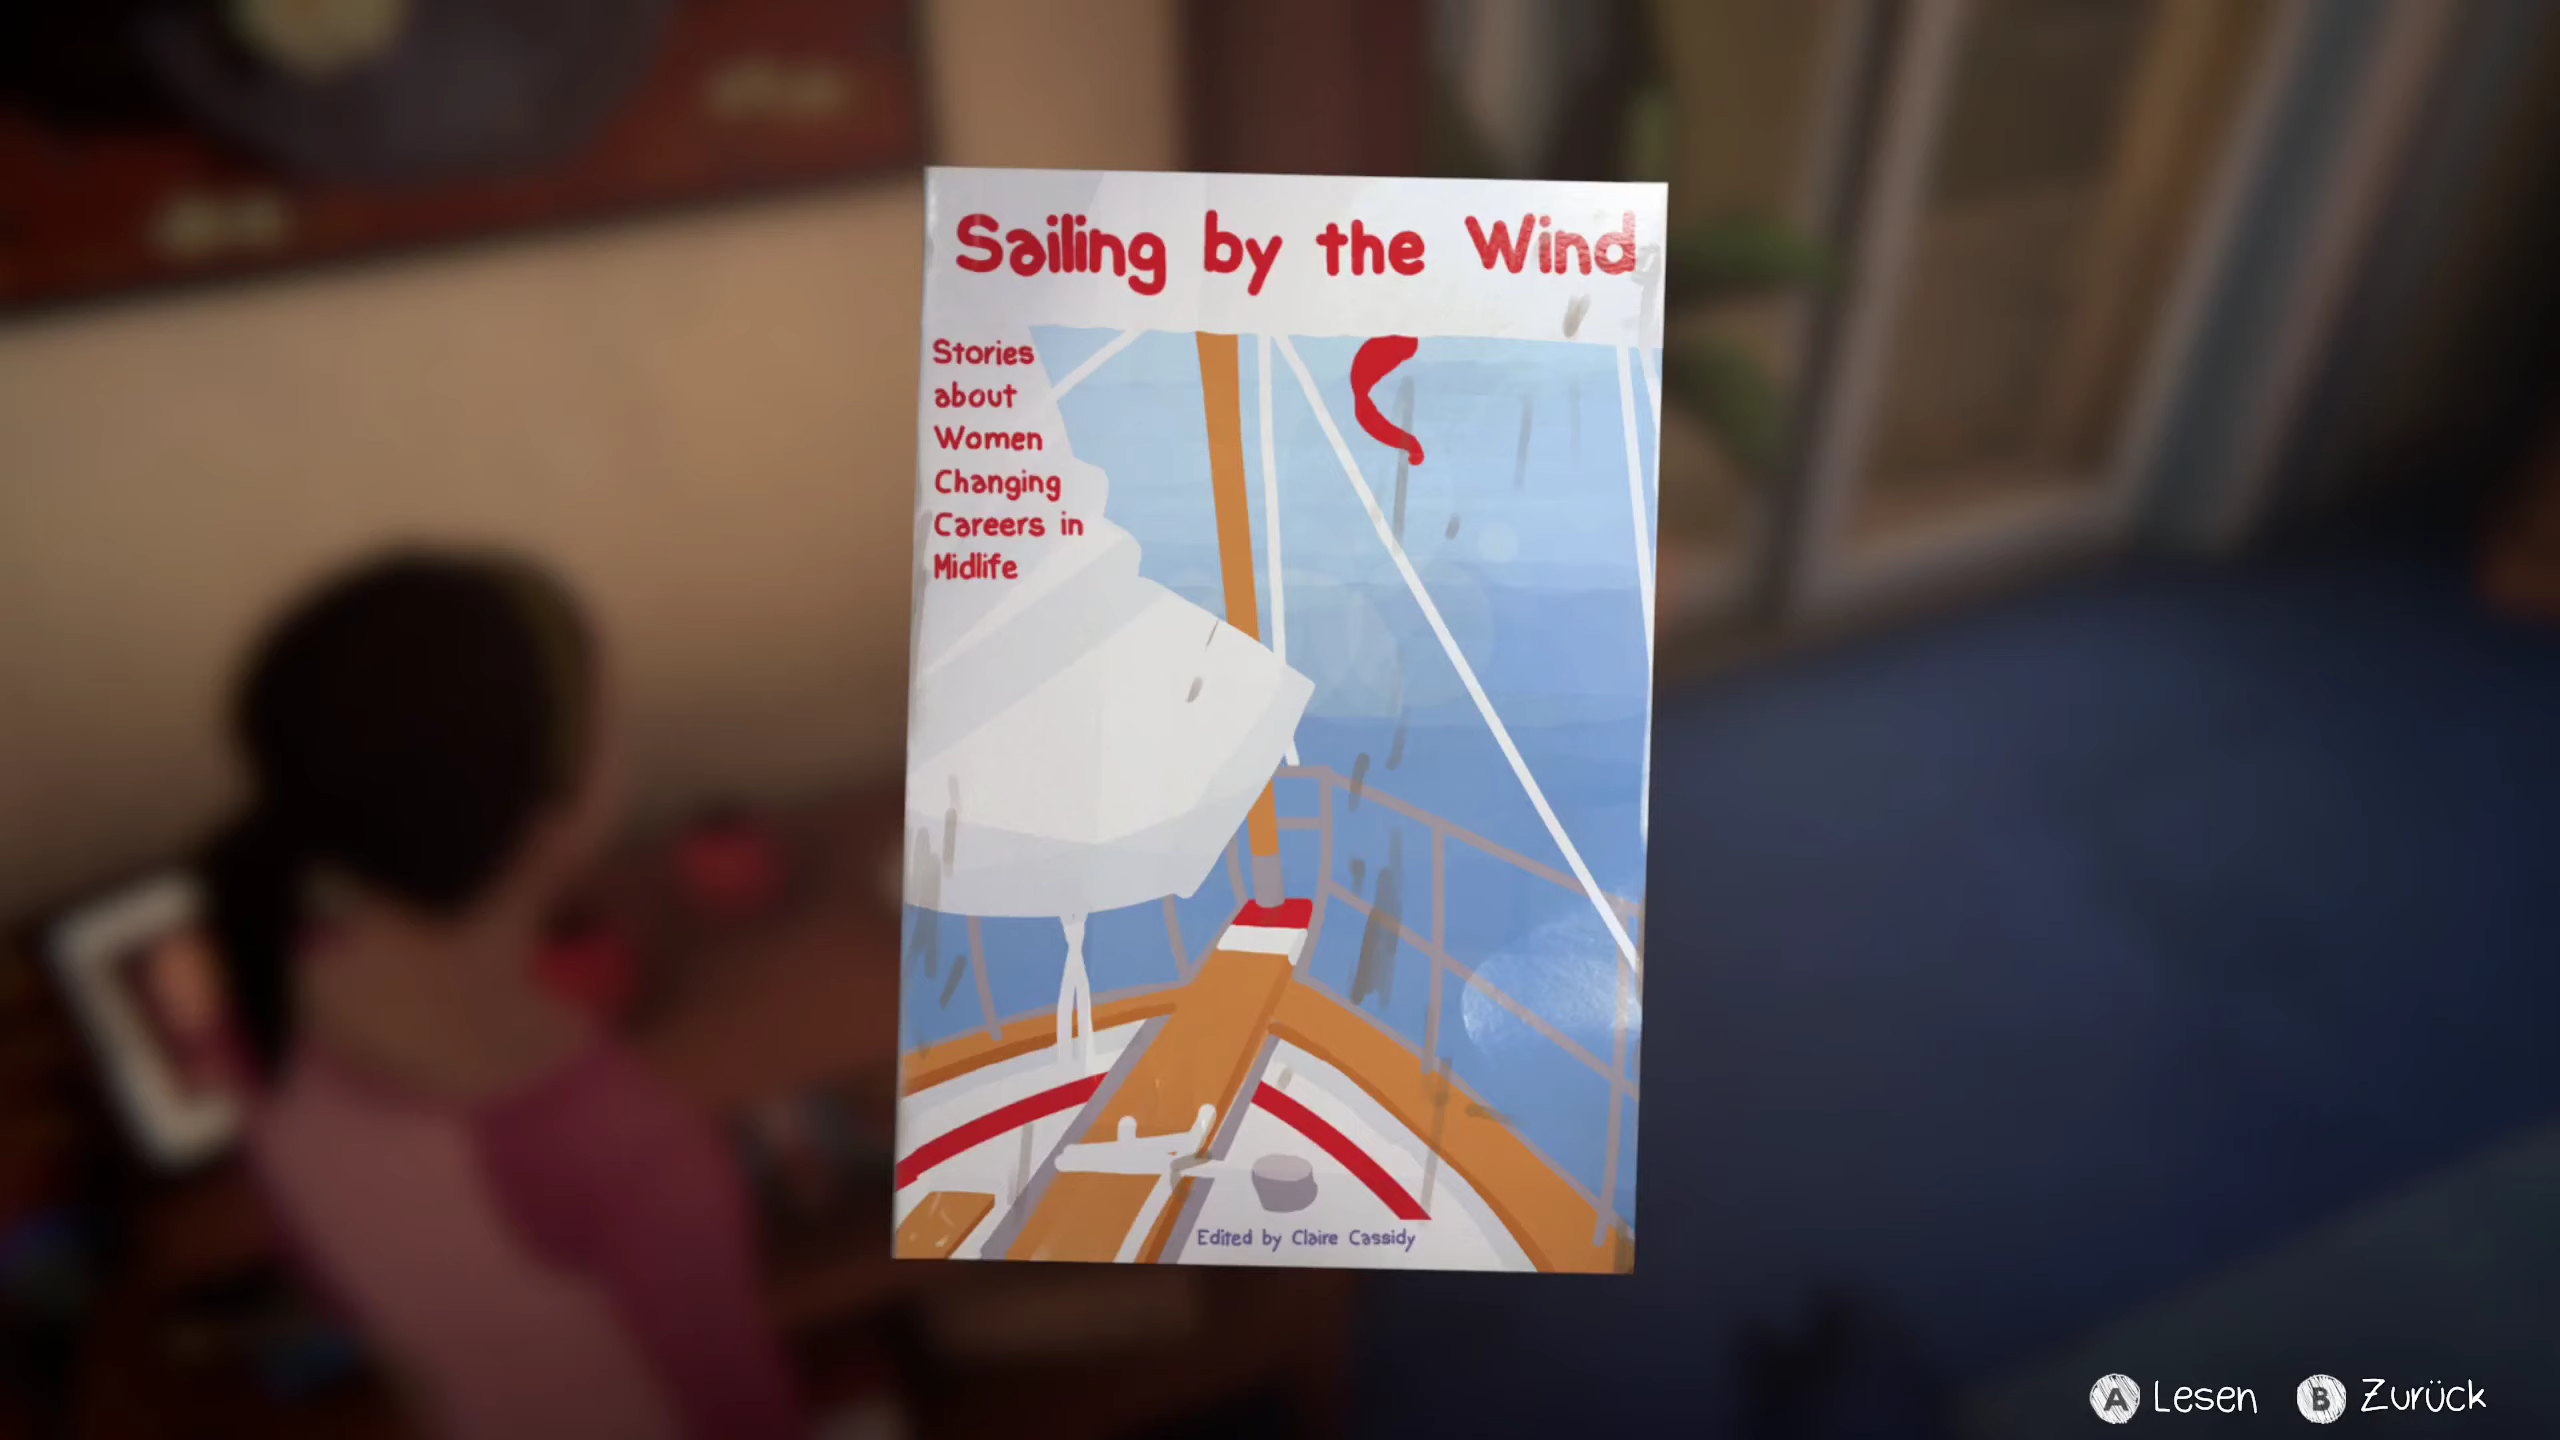 Sailing by the Wind
Stories
about
Women
Changing
Careers in
Midlife
Edited by Claire Cassidy
A Lesen B Zurück